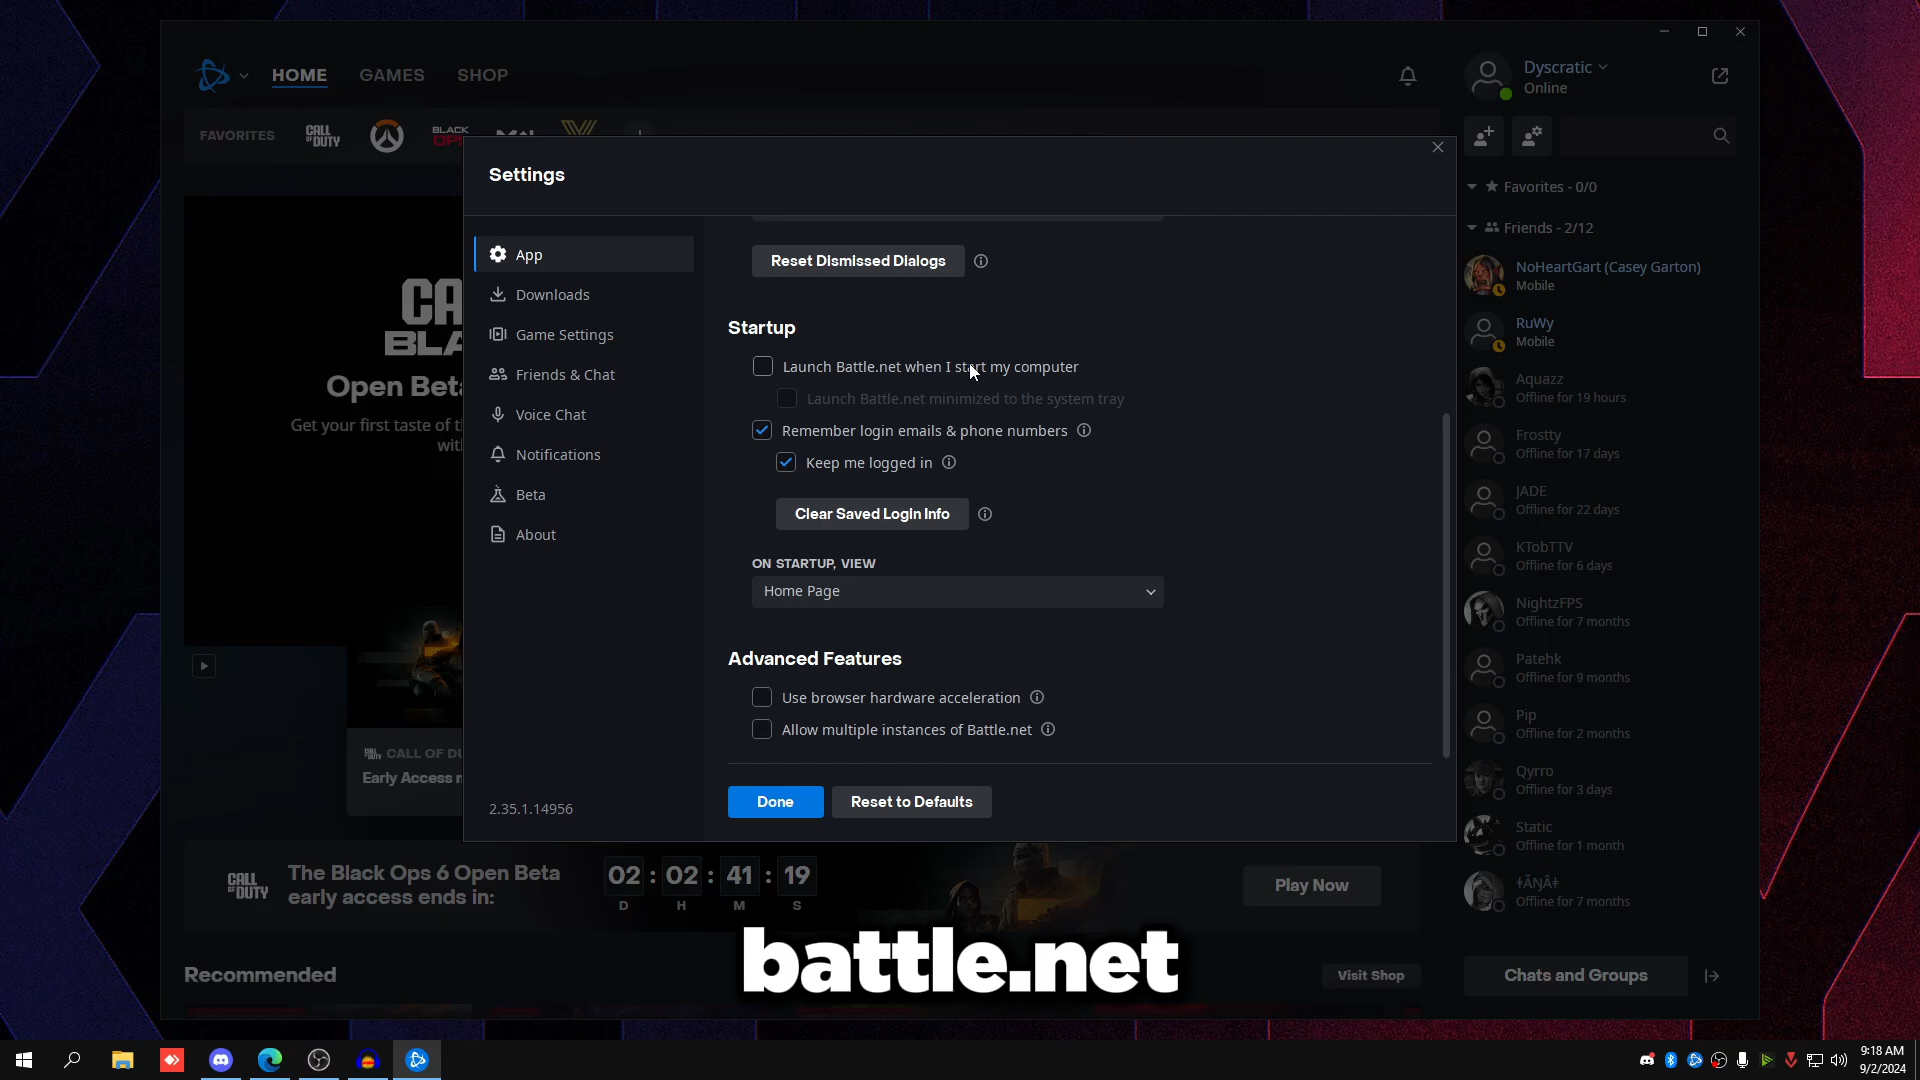 HOME
GAMES
SHOP
Dyscratic
Online
FAVORITES
CALL OF DUTY
BLACK
Settings
App
Downloads
Game Settings
Friends & Chat
Voice Chat
Notifications
Beta
About
2.35.1.14956
Reset Dismissed Dialogs
Startup
Launch Battle.net when I start my computer
Launch Battle.net minimized to the system tray
Remember login emails & phone numbers
Keep me logged in
Clear Saved Login Info
ON STARTUP, VIEW
Home Page
Advanced Features
Use browser hardware acceleration
Allow multiple instances of Battle.net
Done
Reset to Defaults
CA
BLA
Open Beta
Get your first taste of t
with
CALL OF DU
Early Access n
Favorites - 0/0
Friends - 2/12
NoHeartGart (Casey Garton)
Mobile
RuWy
Mobile
Aquazz
Offline for 19 hours
Frostty
Offline for 17 days
JADE
Offline for 22 days
KTobTTV
Offline for 6 days
NightzFPS
Offline for 7 months
Patehk
Offline for 9 months
Pip
Offline for 2 months
Qyrro
Offline for 3 days
Static
Offline for 1 month
Offline for 7 months
CALL OF DUTY
The Black Ops 6 Open Beta
early access ends in:
02 : 02 : 41 : 19
D H M S
Play Now
battle.net
Recommended
Visit Shop
Chats and Groups
9:18 AM
9/2/2024